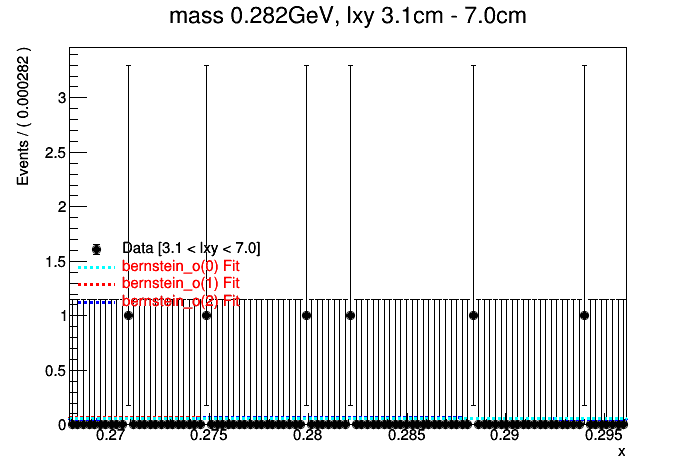 mass 0.282GeV, lxy 3.1cm - 7.0cm
Events / ( 0.000282 )
3
2.5
2
1.5
1
0.5
0
Data [3.1 < lxy < 7.0]
bernstein_o(0) Fit
bernstein_o(1) Fit
bernstein_o(2) Fit
0.27 0.275 0.28 0.285 0.29 0.295
x